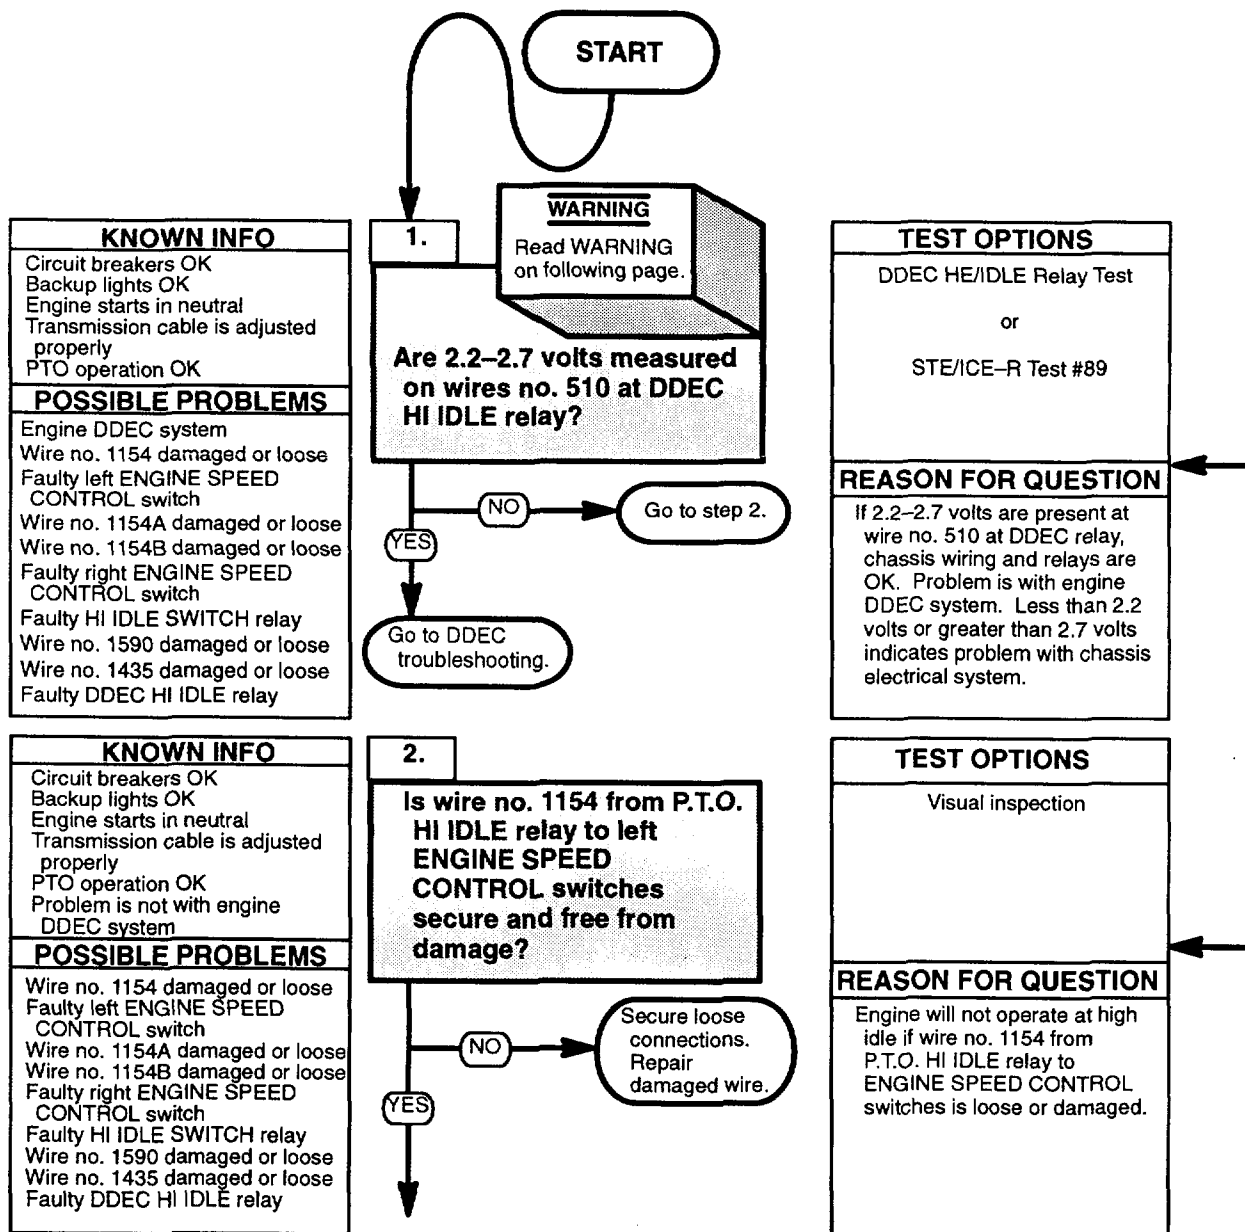 START
KNOWN INFO
Circuit breakers OK
Backup lights OK
Engine starts in neutral
Transmission cable is adjusted
properly
PTO operation OK
POSSIBLE PROBLEMS
Engine DDEC system
Wire no. 1154 damaged or loose
Faulty left ENGINE SPEED
CONTROL switch
Wire no. 1154A damaged or loose
Wire no. 1154B damaged or loose
Faulty right ENGINE SPEED
CONTROL switch
Faulty HI IDLE SWITCH relay
Wire no. 1590 damaged or loose
Wire no. 1435 damaged or loose
Faulty DDEC HI IDLE relay
1.
WARNING
Read WARNING
on following page.
Are 2.2–2.7 volts measured
on wires no. 510 at DDEC
HI IDLE relay?
NO
Go to step 2.
YES
Go to DDEC
troubleshooting.
TEST OPTIONS
DDEC HE/IDLE Relay Test
or
STE/ICE–R Test #89
REASON FOR QUESTION
If 2.2–2.7 volts are present at
wire no. 510 at DDEC relay,
chassis wiring and relays are
OK. Problem is with engine
DDEC system. Less than 2.2
volts or greater than 2.7 volts
indicates problem with chassis
electrical system.
KNOWN INFO
Circuit breakers OK
Backup lights OK
Engine starts in neutral
Transmission cable is adjusted
properly
PTO operation OK
Problem is not with engine
DDEC system
POSSIBLE PROBLEMS
Wire no. 1154 damaged or loose
Faulty left ENGINE SPEED
CONTROL switch
Wire no. 1154A damaged or loose
Wire no. 1154B damaged or loose
Faulty right ENGINE SPEED
CONTROL switch
Faulty HI IDLE SWITCH relay
Wire no. 1590 damaged or loose
Wire no. 1435 damaged or loose
Faulty DDEC HI IDLE relay
2.
Is wire no. 1154 from P.T.O.
HI IDLE relay to left
ENGINE SPEED
CONTROL switches
secure and free from
damage?
NO
Secure loose
connections.
Repair
damaged wire.
YES
TEST OPTIONS
Visual inspection
REASON FOR QUESTION
Engine will not operate at high
idle if wire no. 1154 from
P.T.O. HI IDLE relay to
ENGINE SPEED CONTROL
switches is loose or damaged.